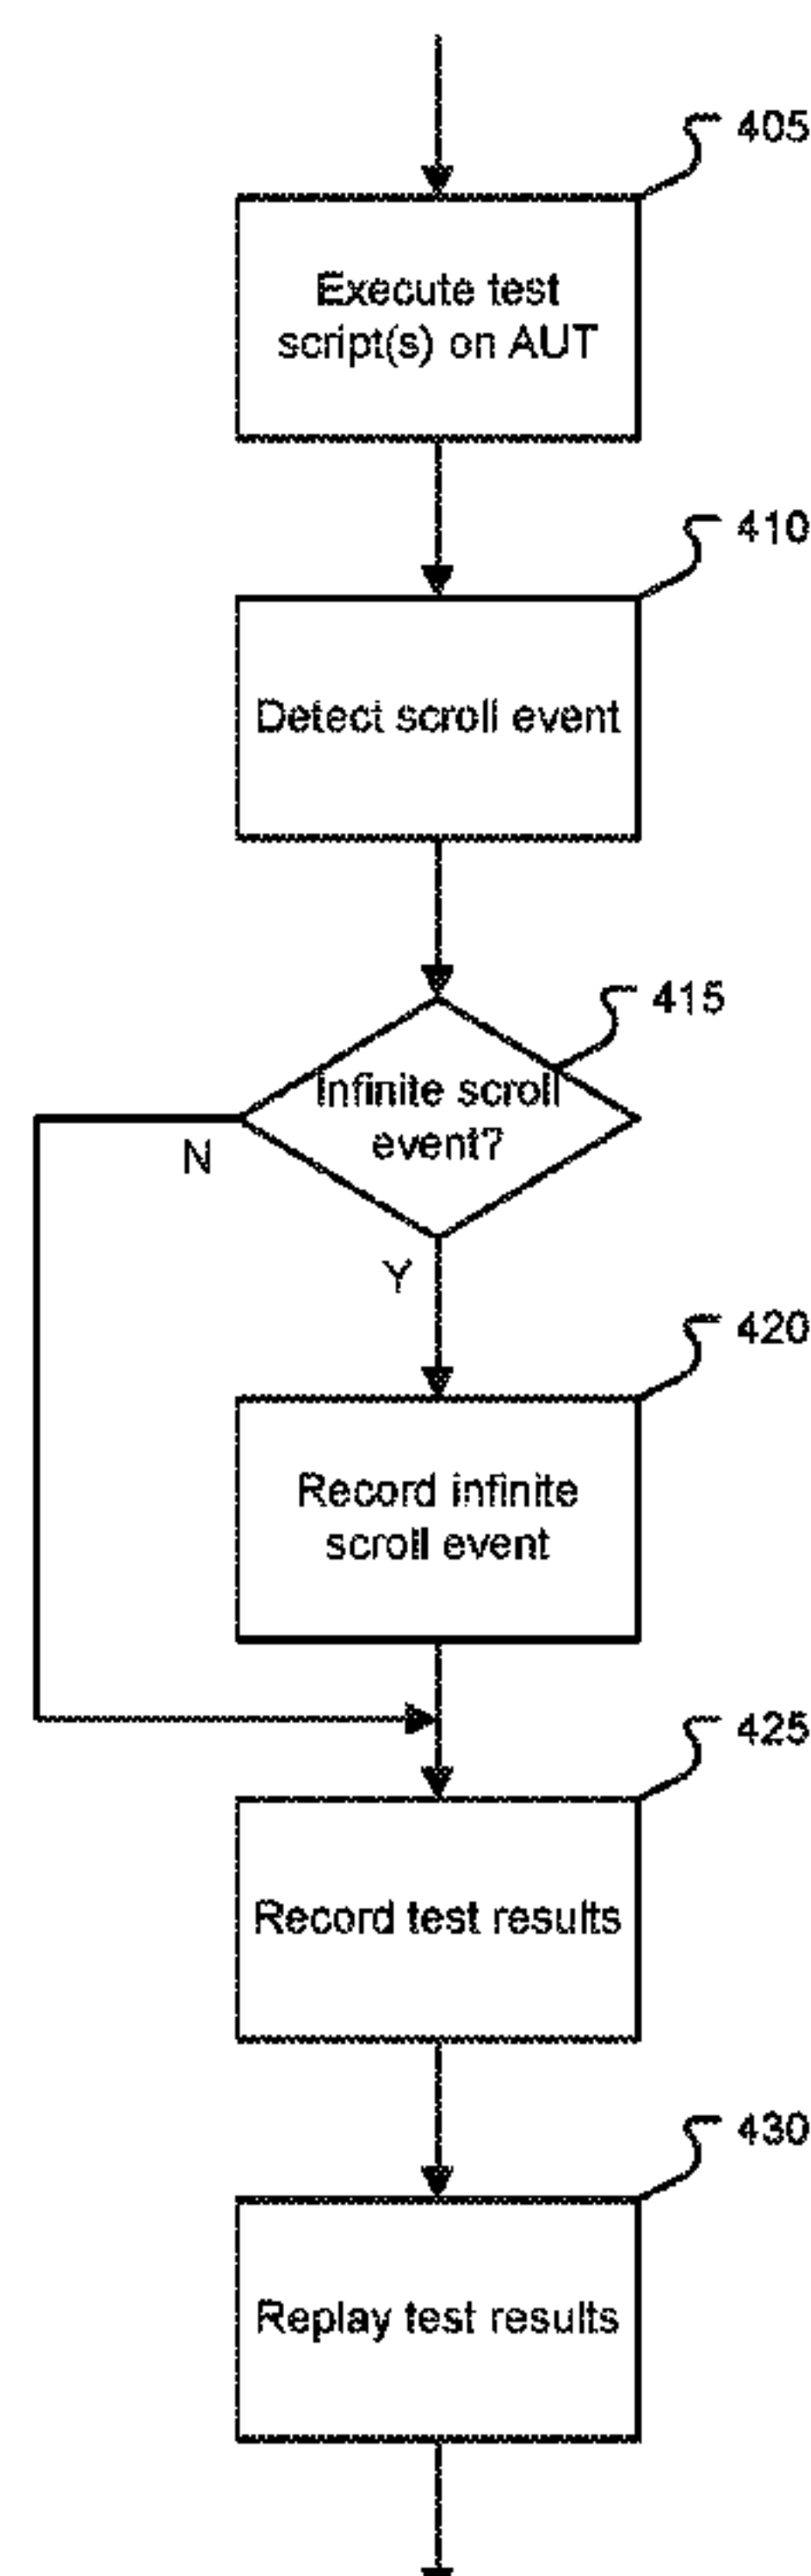 405
Execute test
script(s) on AUT
410
Detect scroll event
415
Infinite scroll
event?
N
Y
420
Record infinite
scroll event
425
Record test results
430
Replay test results